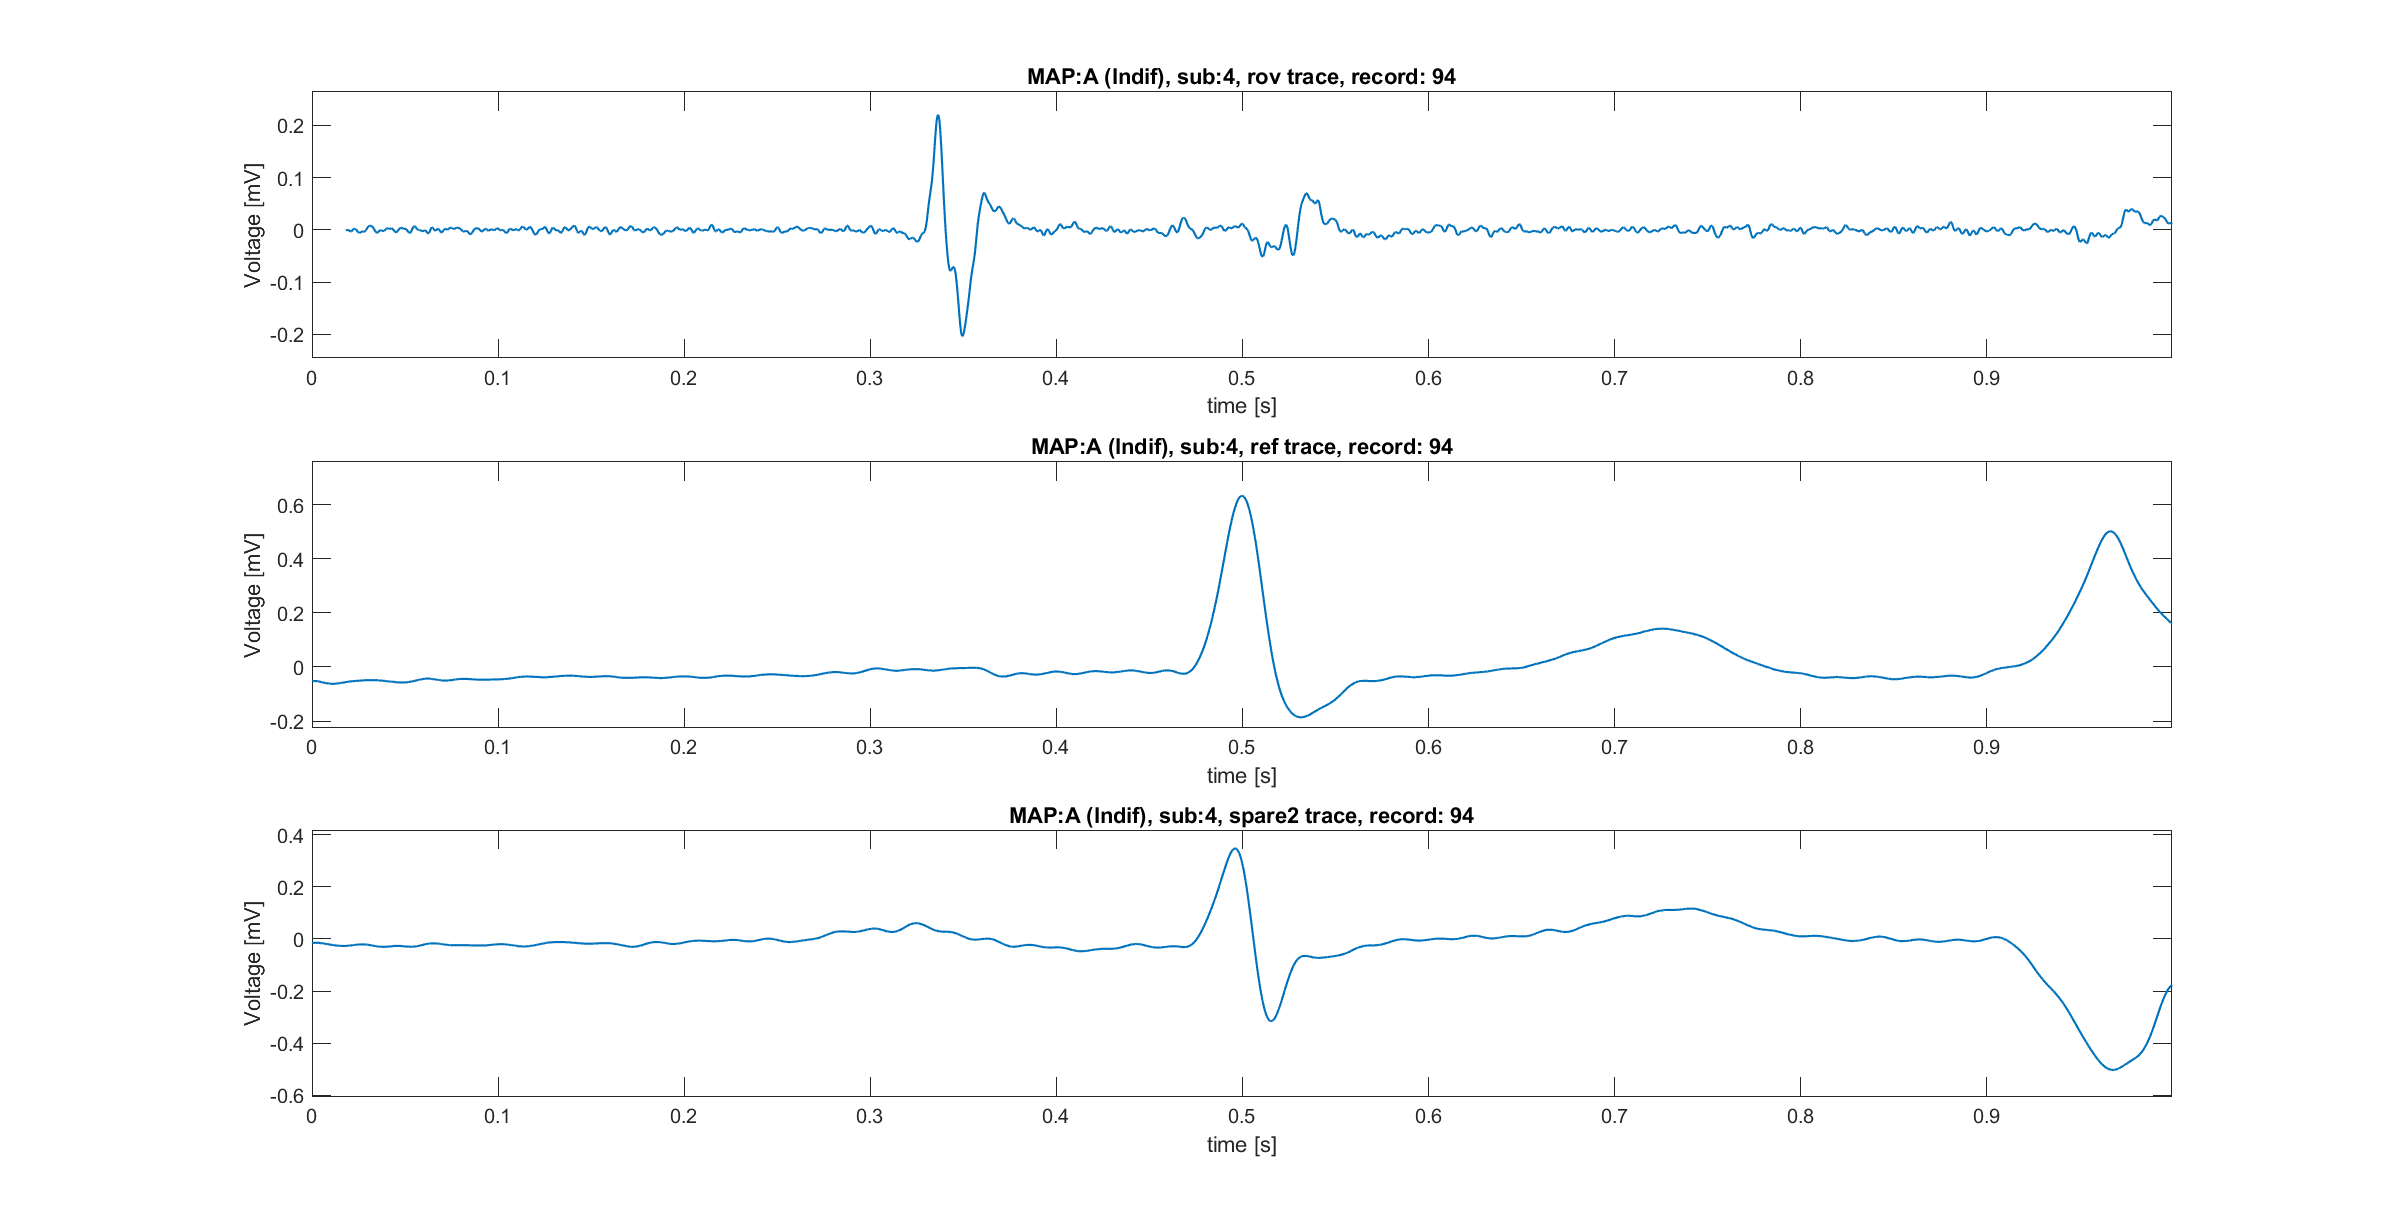 MAP:A (Indif), sub:4, rov trace, record: 94
Voltage [mV]
0.2
0.1
0
-0.1
-0.2
0 0.1 0.2 0.3 0.4 0.5 0.6 0.7 0.8 0.9
time [s]
MAP:A (Indif), sub:4, ref trace, record: 94
Voltage [mV]
0.6
0.4
0.2
0
-0.2
0 0.1 0.2 0.3 0.4 0.5 0.6 0.7 0.8 0.9
time [s]
MAP:A (Indif), sub:4, spare2 trace, record: 94
Voltage [mV]
0.4
0.2
0
-0.2
-0.4
-0.6
0 0.1 0.2 0.3 0.4 0.5 0.6 0.7 0.8 0.9
time [s]